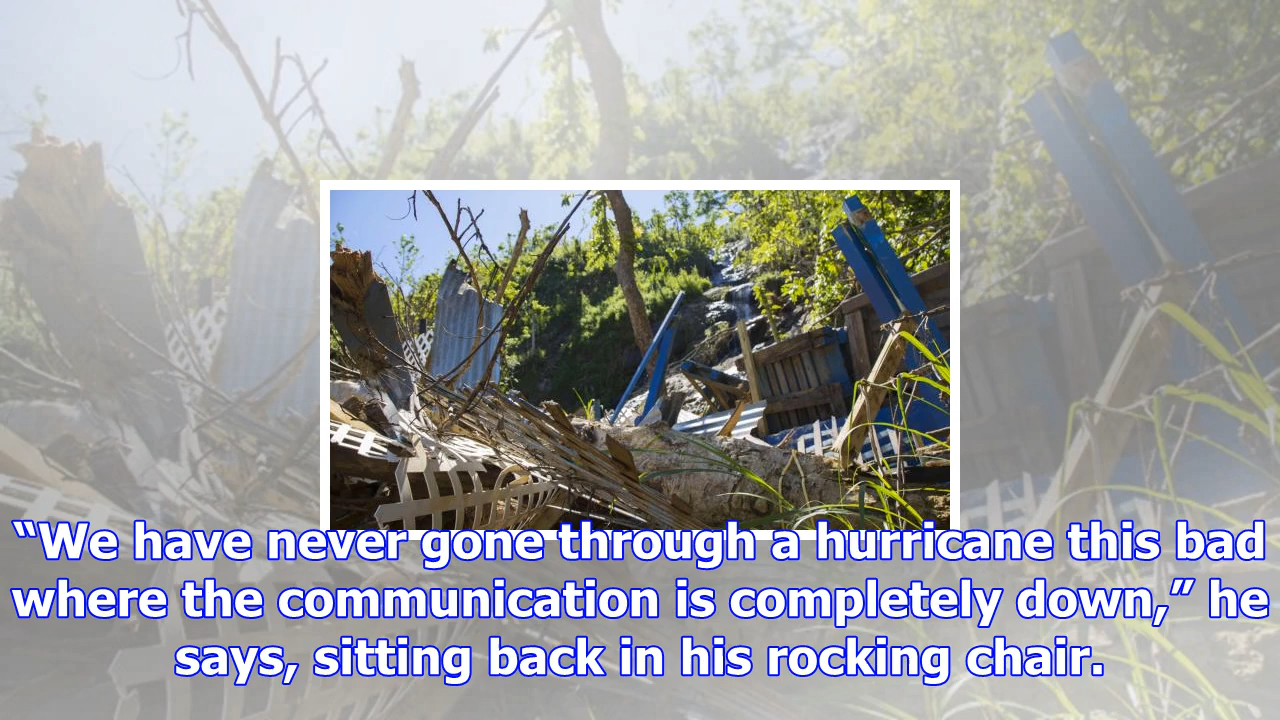 “We have never gone through a hurricane this bad
where the communication is completely down,” he
says, sitting back in his rocking chair.